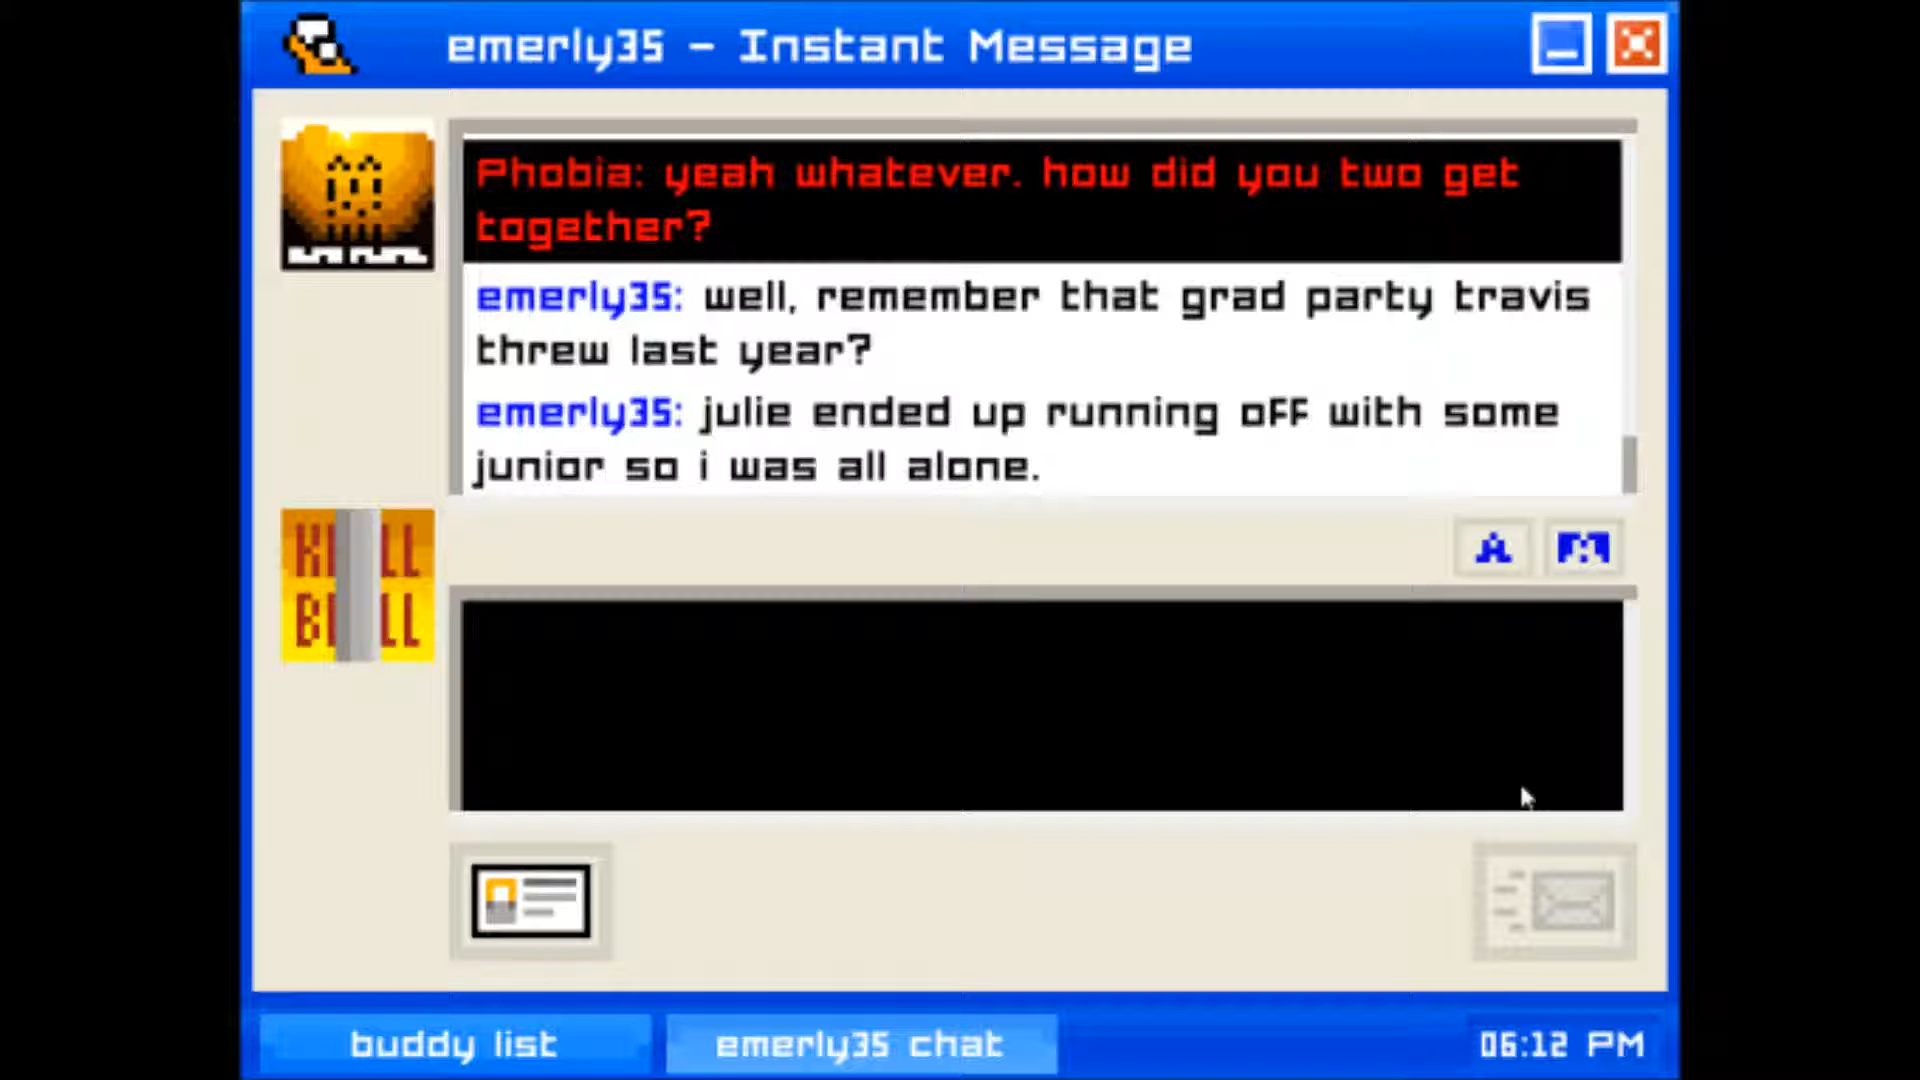 emerly35 - Instant Message
Phobia: yeah whatever. how did you two get
together?
emerly35: well, remember that grad party travis
threw last year?
emerly35: julie ended up running off with some
junior so i was all alone.
KILL
BILL
A
buddy list
emerly35 chat
06:12 PM